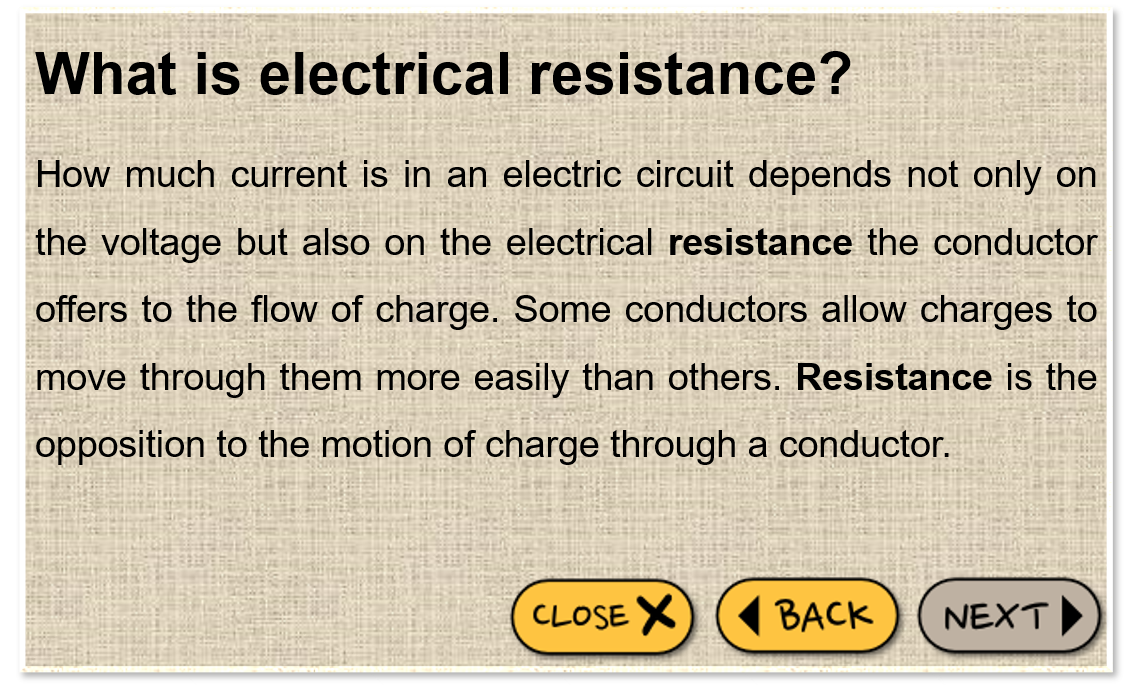 What is electrical resistance?
How much current is in an electric circuit depends not only on
the voltage but also on the electrical resistance the conductor
offers to the flow of charge. Some conductors allow charges to
move through them more easily than others. Resistance is the
opposition to the motion of charge through a conductor.
CLOSE BACK NEXT